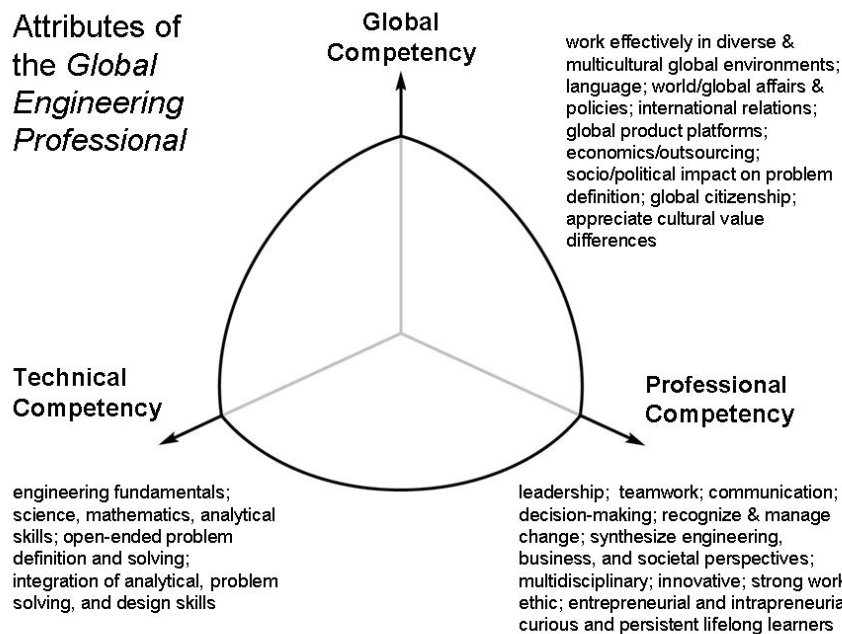 Attributes of
the Global
Engineering
Professional
Global
Competency
work effectively in diverse &
multicultural global environments;
language; world/global affairs &
policies; international relations;
global product platforms;
economics/outsourcing;
socio/political impact on problem
definition; global citizenship;
appreciate cultural value
differences
Technical
Competency
engineering fundamentals;
science, mathematics, analytical
skills; open-ended problem
definition and solving;
integration of analytical, problem
solving, and design skills
Professional
Competency
leadership; teamwork; communication;
decision-making; recognize & manage
change; synthesize engineering,
business, and societal perspectives;
multidisciplinary; innovative; strong work
ethic; entrepreneurial and intrapreneuria
curious and persistent lifelong learners